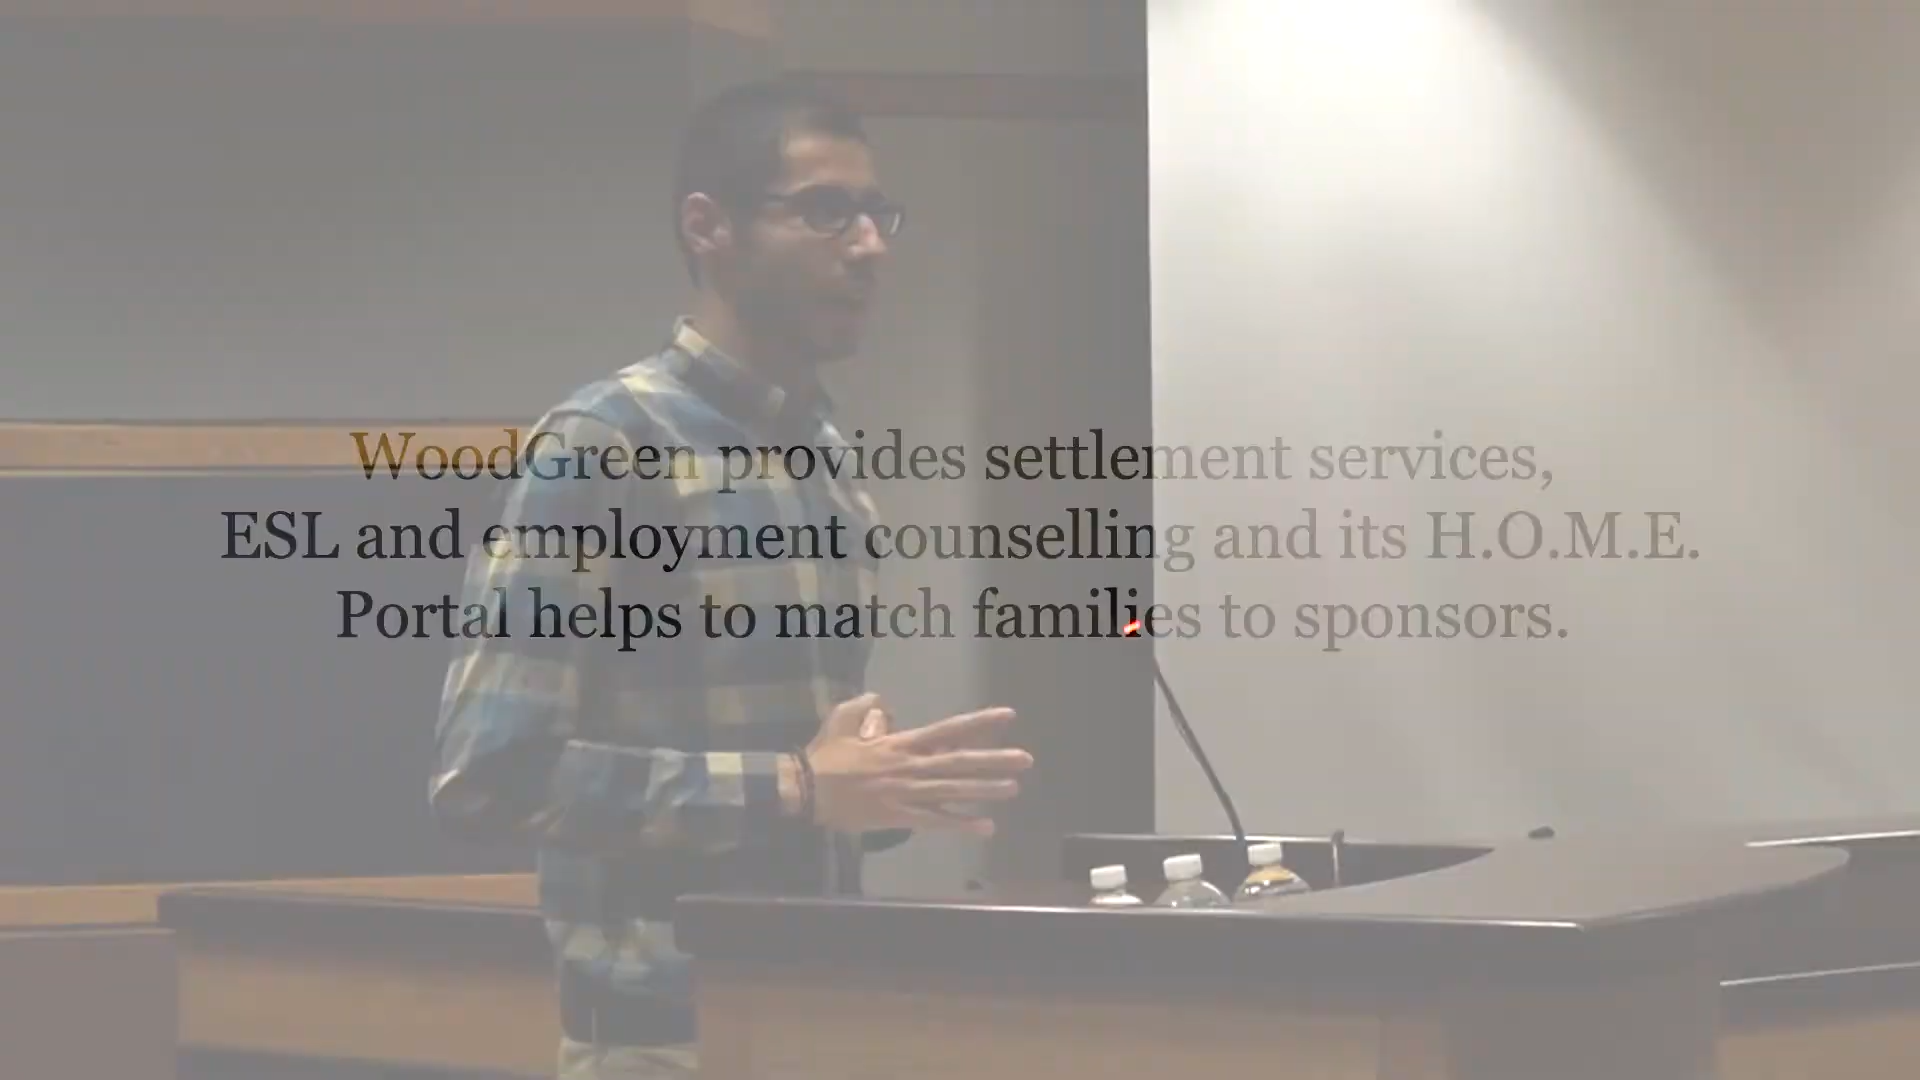 WoodGreen provides settlement services,
ESL and employment counselling and its H.O.M.E.
Portal helps to match families to sponsors.